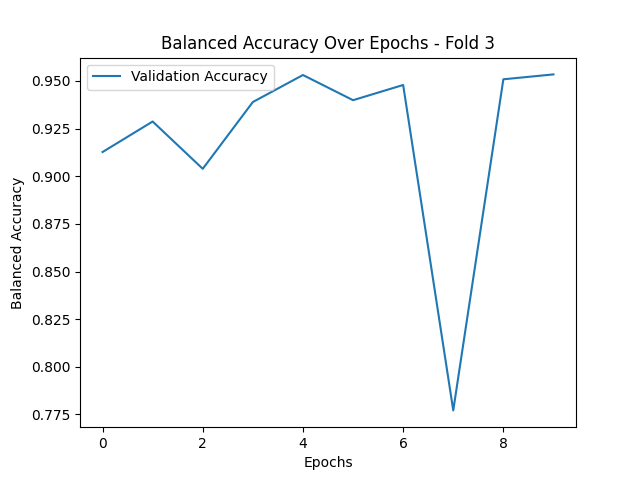 Balanced Accuracy Over Epochs - Fold 3
Validation Accuracy
Balanced Accuracy
0.950
0.925
0.900
0.875
0.850
0.825
0.800
0.775
0 2 4 6 8
Epochs